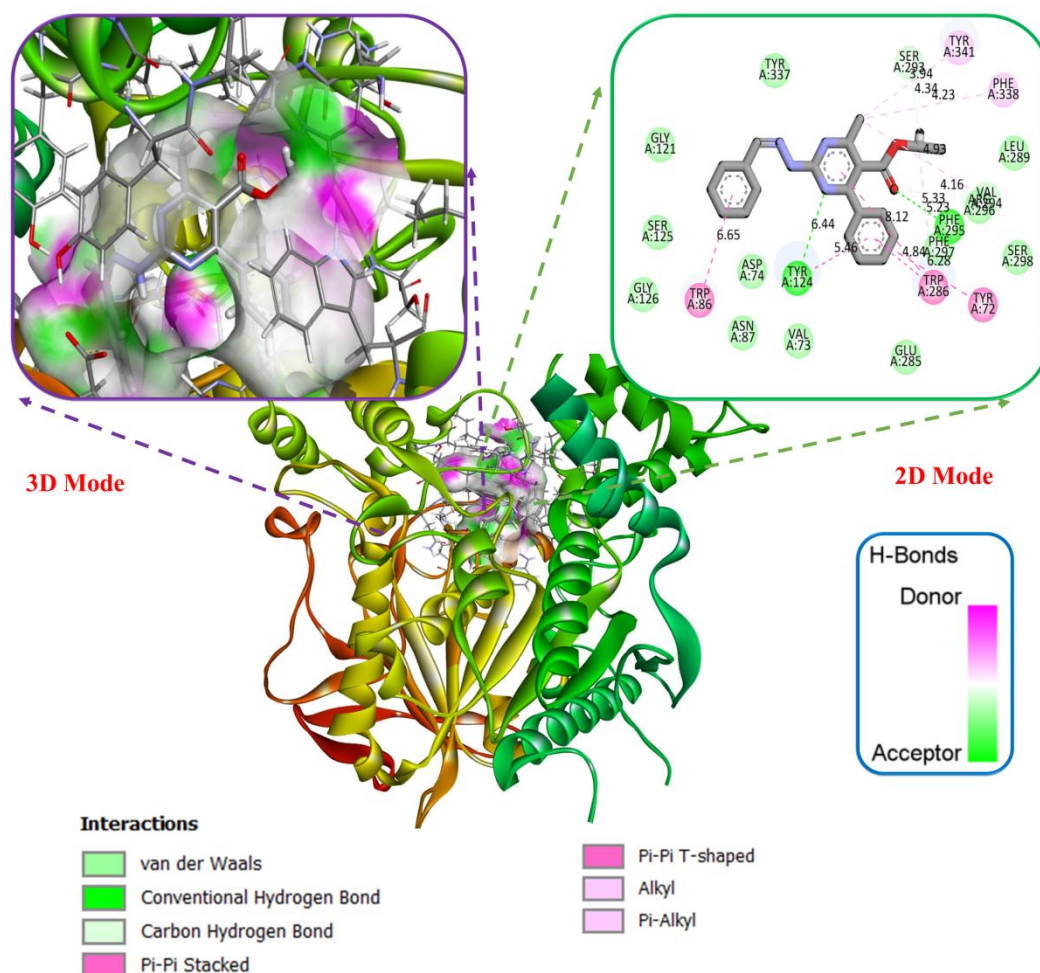 TYR
A:341
SER
A:293
TYR
A:337
3.94
4.34
4.23
PHE
A:338
GLY
A:121
4.93
LEU
A:289
4.16
5.33
5.23
VAL
A:296
SER
A:125
6.65
6.44
8.12
PHE
A:295
5.46
4.84
PHE
A:297
6.28
SER
A:298
ASP
A:74
TYR
A:124
TRP
A:286
TYR
A:72
GLY
A:126
TRP
A:86
ASN
A:87
VAL
A:73
GLU
A:285
3D Mode
2D Mode
H-Bonds
Donor
Acceptor
Interactions
van der Waals
Conventional Hydrogen Bond
Carbon Hydrogen Bond
Pi-Pi Stacked
Pi-Pi T-shaped
Alkyl
Pi-Alkyl